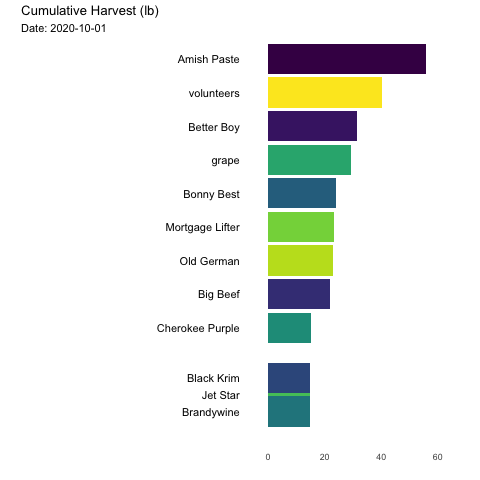 Cumulative Harvest (lb)
Date: 2020-10-01
Amish Paste
volunteers
Better Boy
grape
Bonny Best
Mortgage Lifter
Old German
Big Beef
Cherokee Purple
Black Krim
Jet Star
Brandywine
0 20 40 60